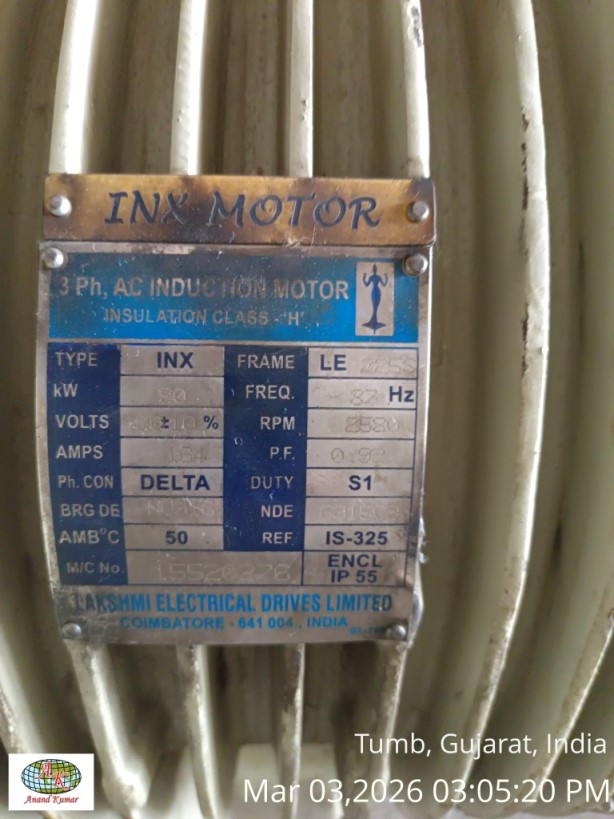 INX MOTOR
3 Ph, AC INDUCTION MOTOR
INSULATION CLASS - 'H'
TYPE INX FRAME LE
kW 90 FREQ. 87 Hz
VOLTS ± 10 % RPM 2580
AMPS P.F.
Ph. CON DELTA DUTY S1
BRG DE NDE
AMB°C 50 REF IS-325
M/C No. ENCL IP 55
LAKSHMI ELECTRICAL DRIVES LIMITED
COIMBATORE - 641 004., INDIA
Tumb, Gujarat, India
Mar 03,2026 03:05:20 PM
Anand Kumar